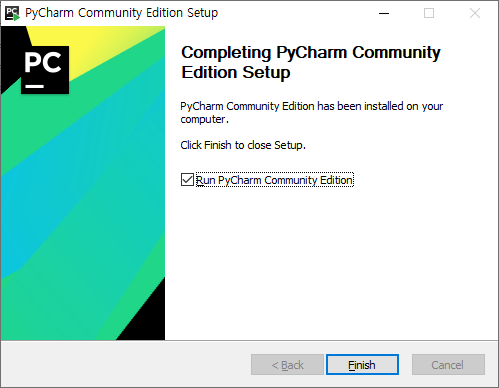 PC PyCharm Community Edition Setup
PC
Completing PyCharm Community
Edition Setup
PyCharm Community Edition has been installed on your
computer.
Click Finish to close Setup.
Run PyCharm Community Edition
< Back
Finish
Cancel